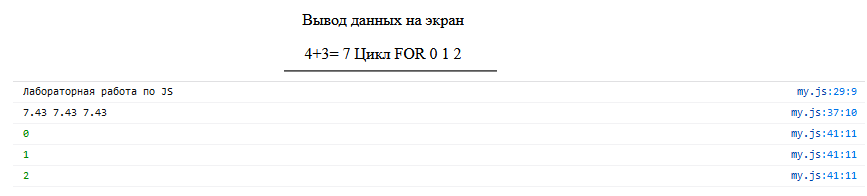 Вывод данных на экран
4+3= 7 Цикл FOR 0 1 2
Лабораторная работа по JS my.js:29:9
7.43 7.43 7.43 my.js:37:10
0 my.js:41:11
1 my.js:41:11
2 my.js:41:11